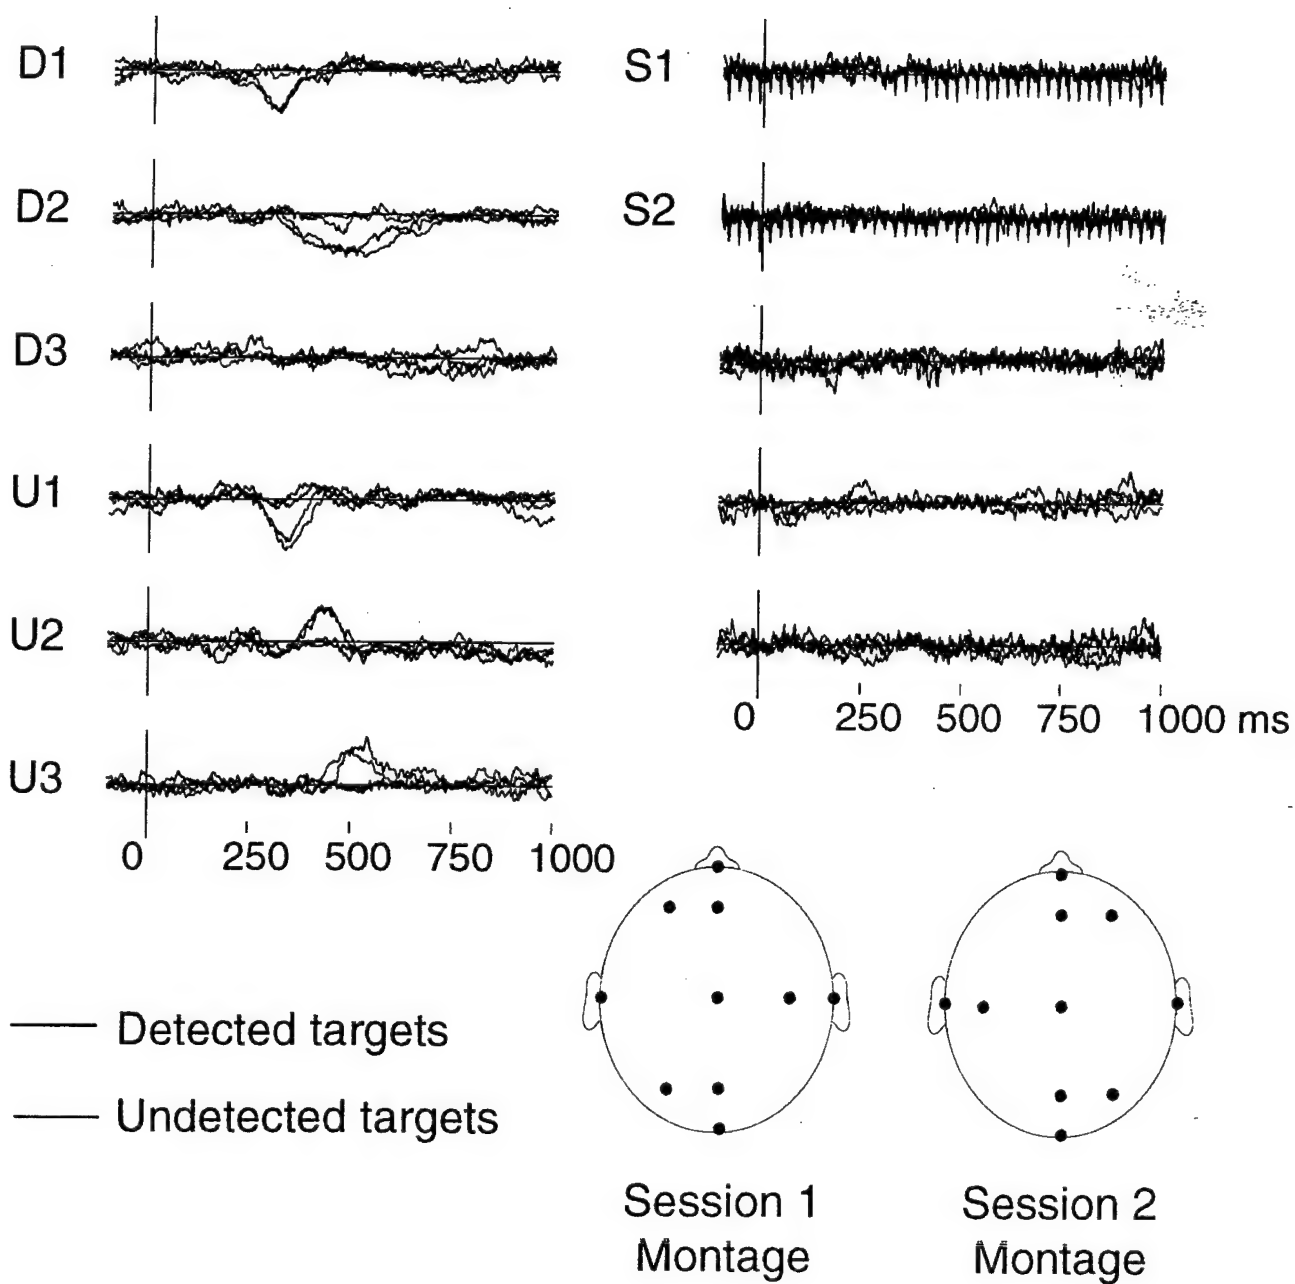 D1
D2
D3
U1
U2
U3
0 250 500 750 1000
S1
S2
0 250 500 750 1000 ms
Detected targets
Undetected targets
Session 1
Montage
Session 2
Montage